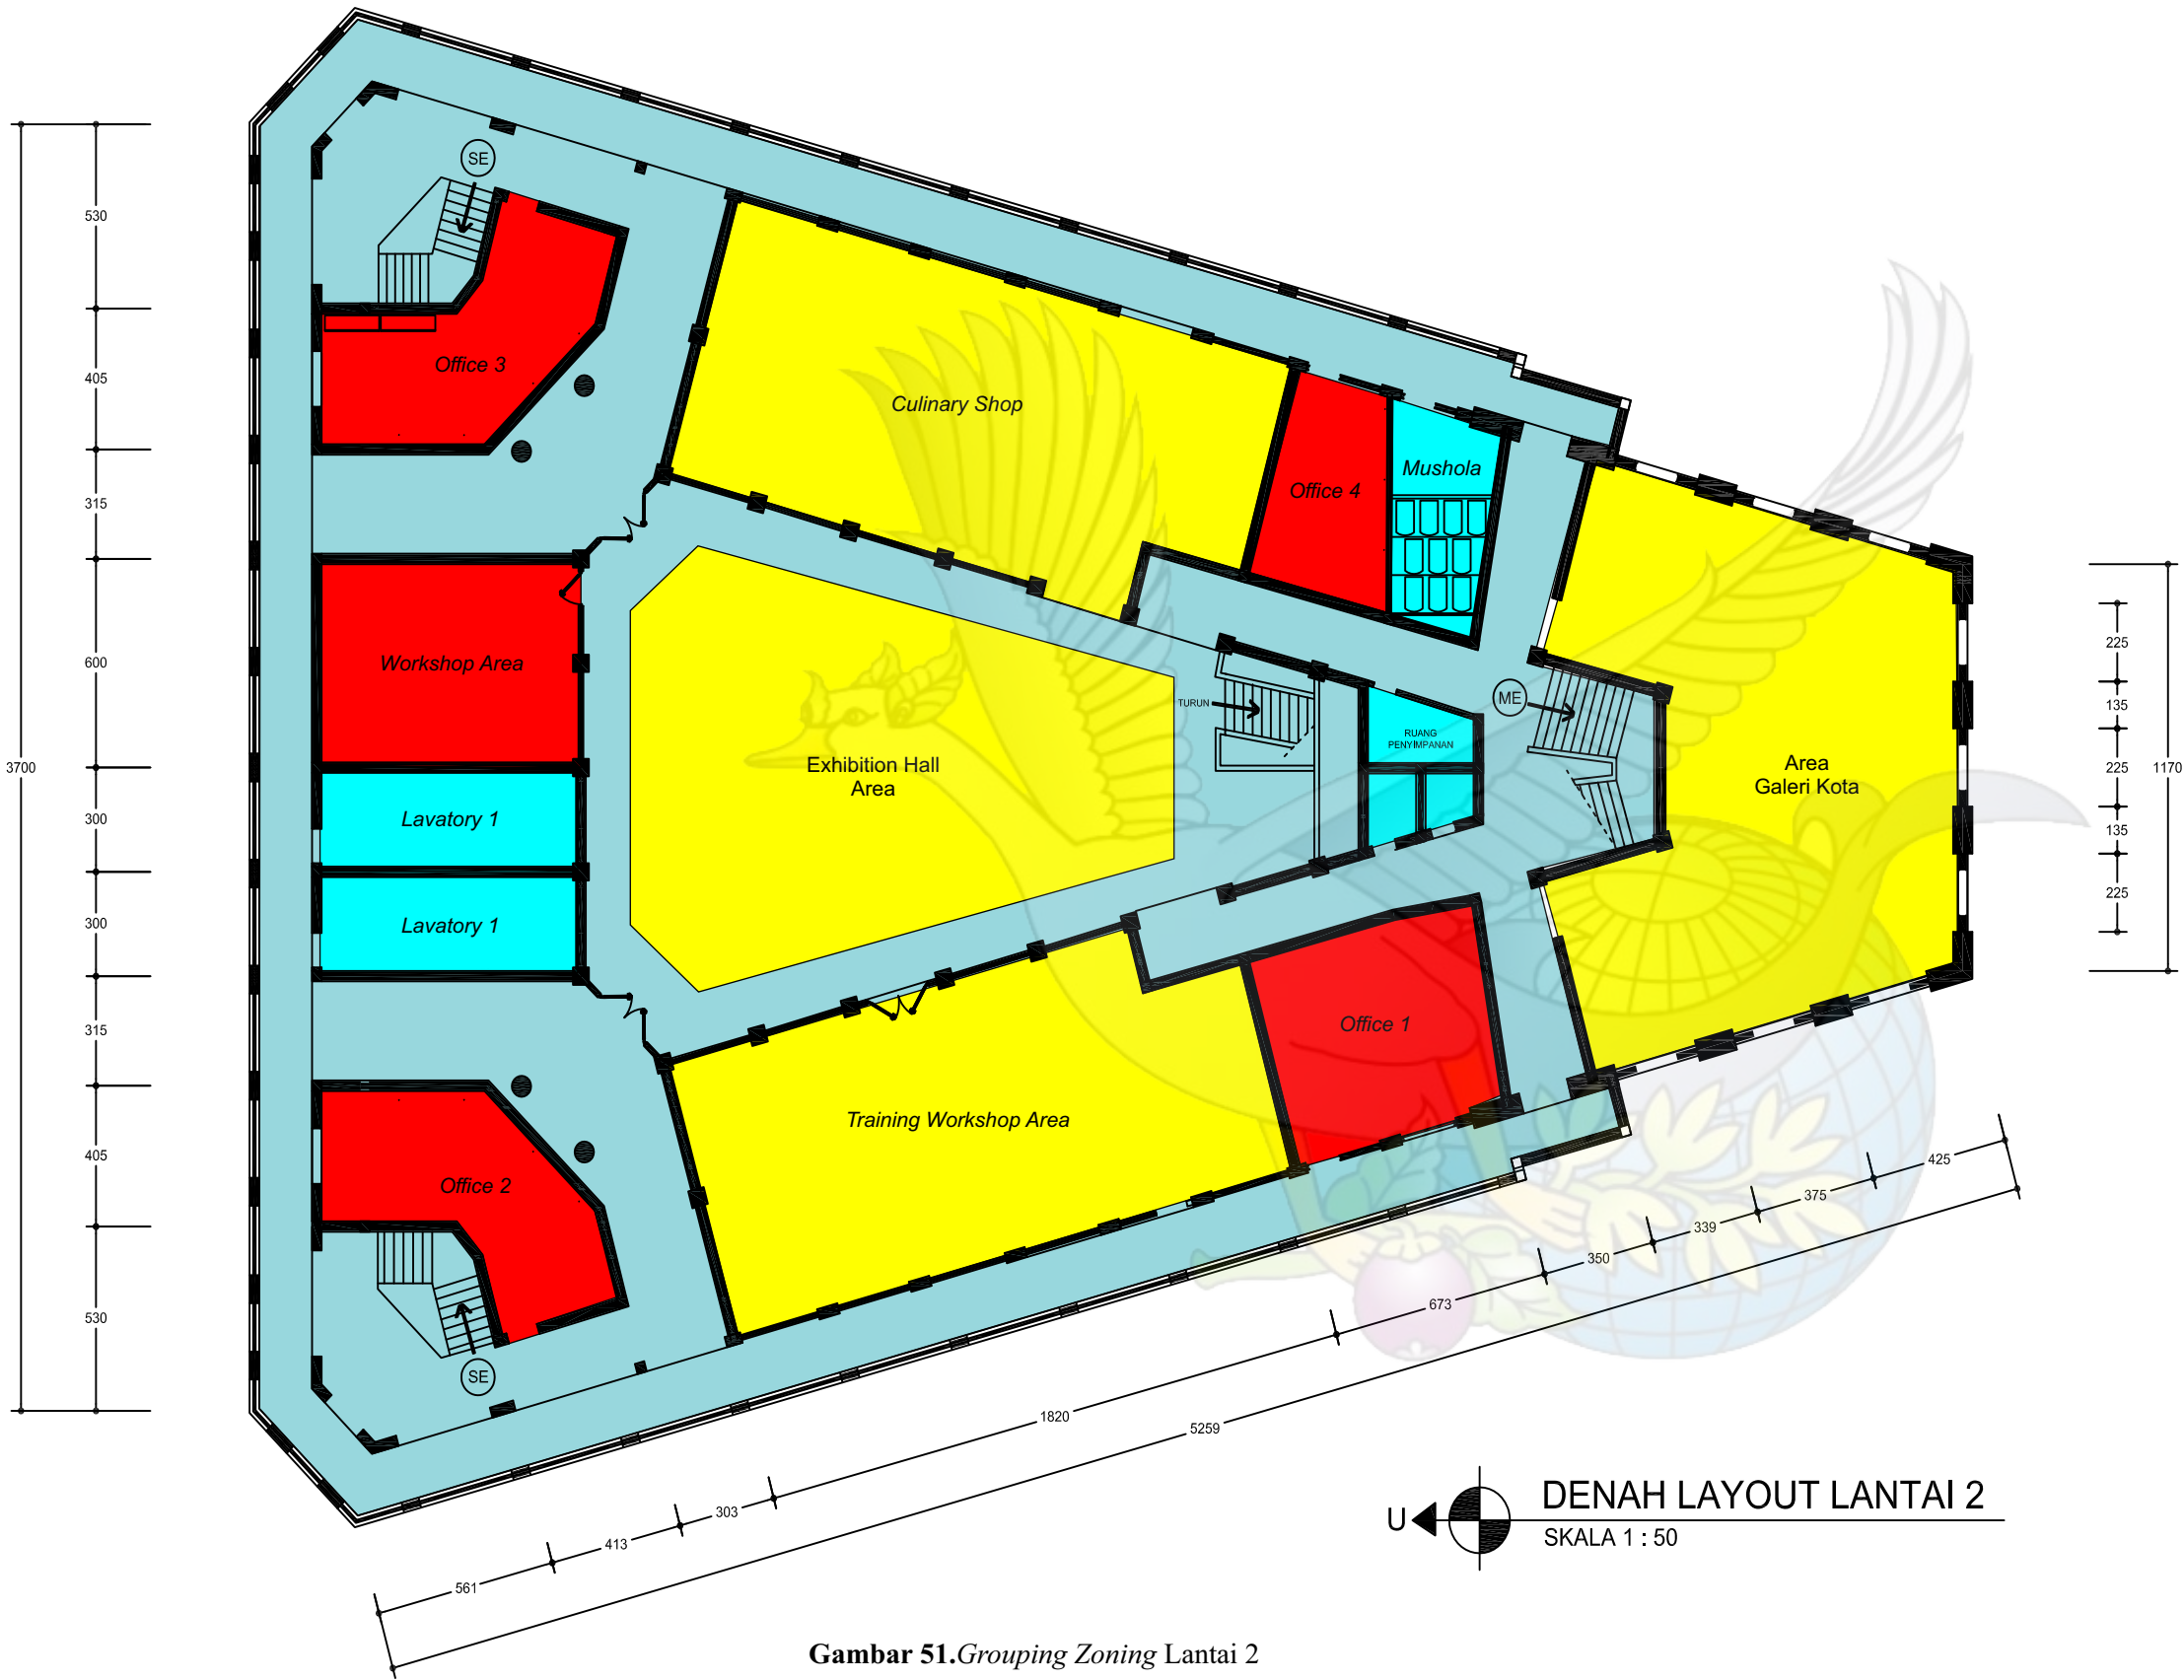 SE
530
405
315
600
3700
300
300
315
405
530
Office 3
Culinary Shop
Office 4
Mushola
Workshop Area
Lavatory 1
Lavatory 1
Exhibition Hall
Area
TURUN
RUANG
PENYIMPANAN
ME
Area
Galeri Kota
225
135
225
1170
135
225
Office 1
Training Workshop Area
Office 2
SE
425
375
339
350
673
1820
5259
303
413
561
U
DENAH LAYOUT LANTAI 2
SKALA 1 : 50
Gambar 51.Grouping Zoning Lantai 2